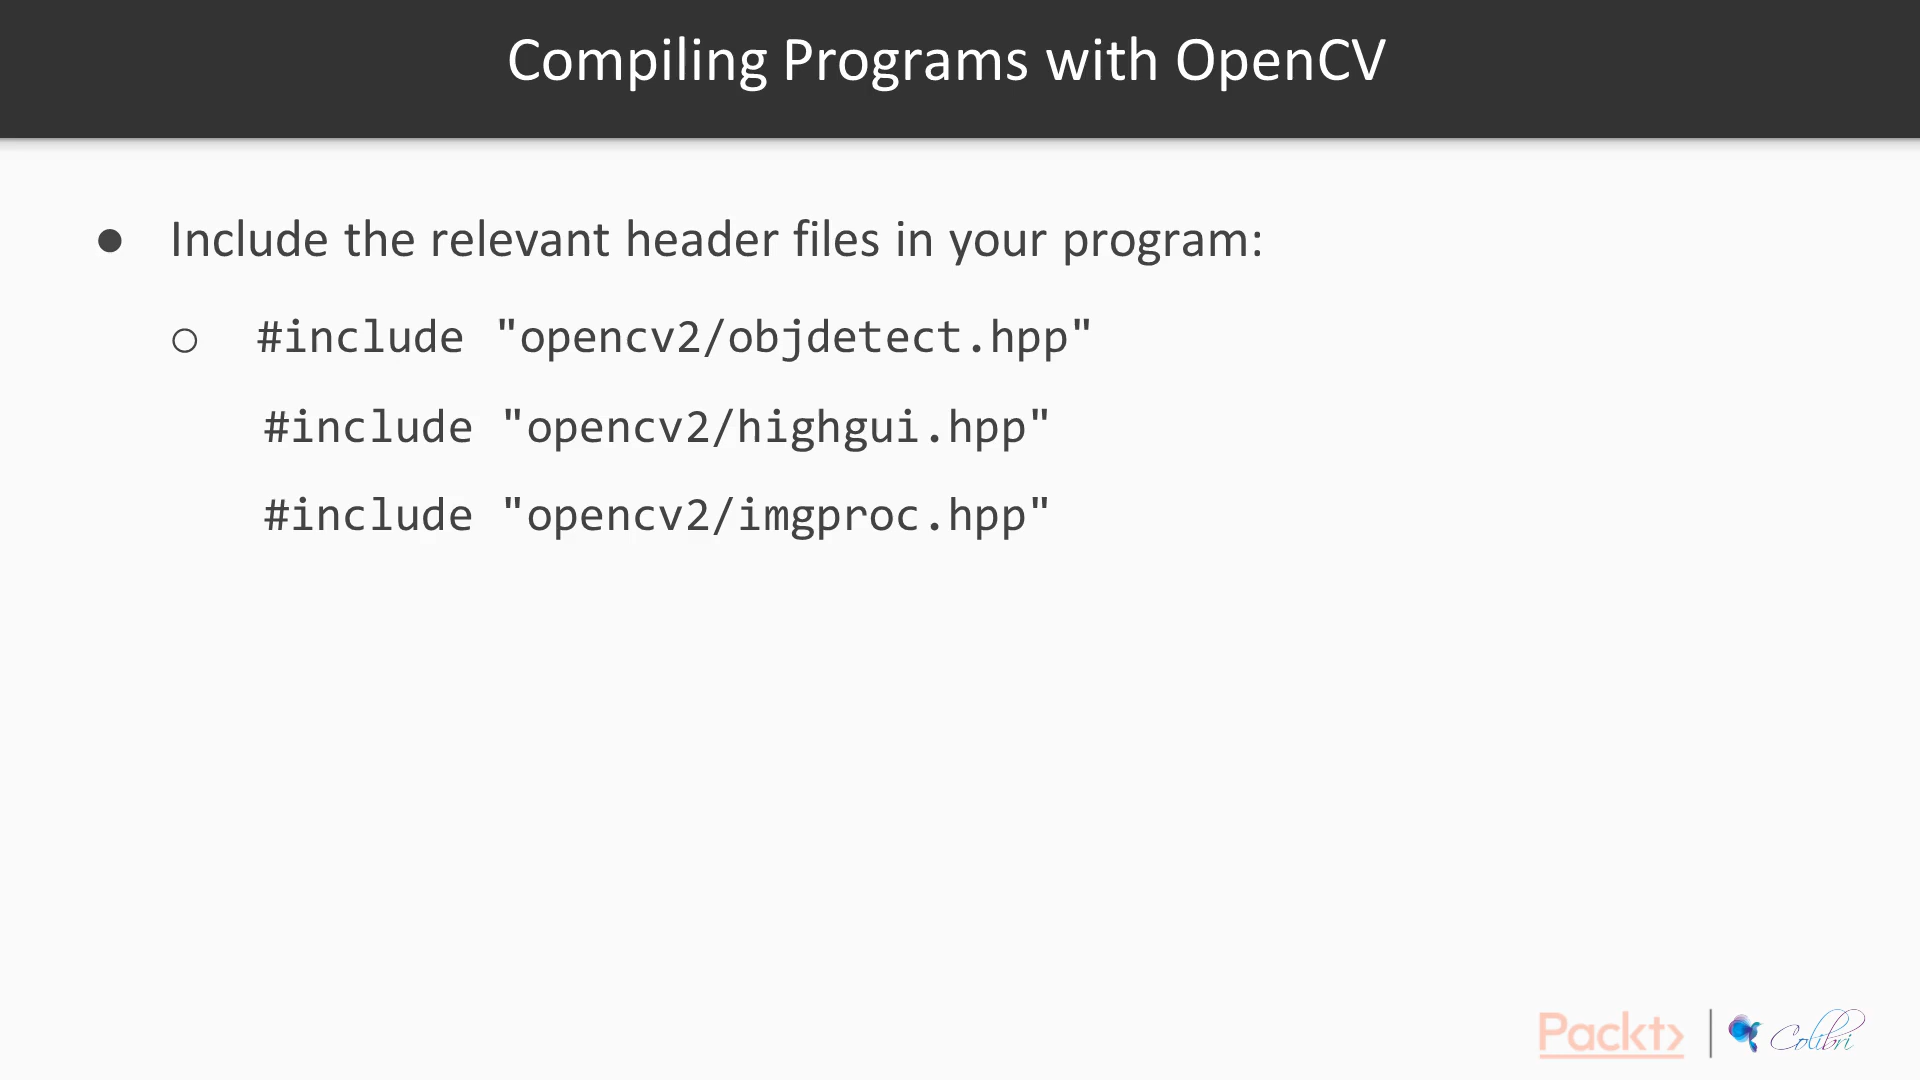 Compiling Programs with OpenCV
● Include the relevant header files in your program:
○ #include "opencv2/objdetect.hpp"
#include "opencv2/highgui.hpp"
#include "opencv2/imgproc.hpp"
Packt> | Colibri